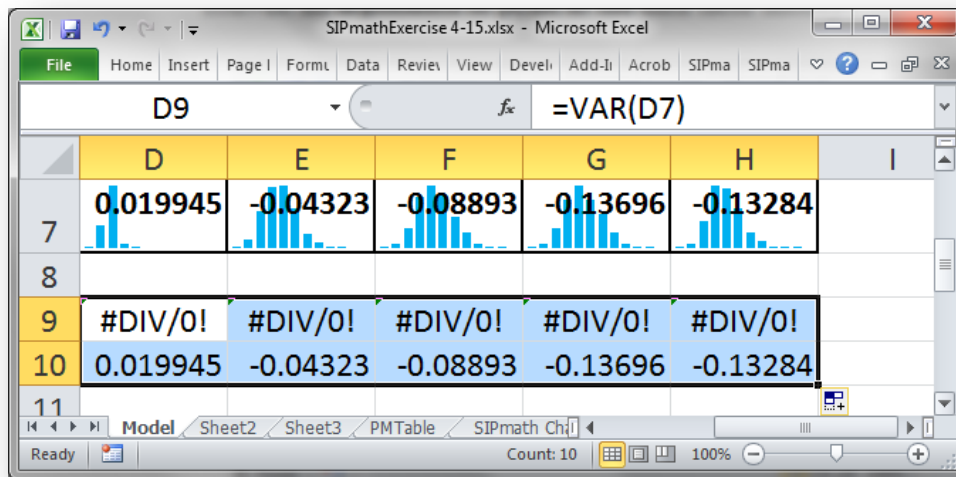 SIPmathExercise 4-15.xlsx - Microsoft Excel
File Home Insert Page l Formu Data Review View Devel Add-In Acrob SIPma SIPma
D9 fx =VAR(D7)
D E F G H I
7 0.019945 -0.04323 -0.08893 -0.13696 -0.13284
8
9 #DIV/0! #DIV/0! #DIV/0! #DIV/0! #DIV/0!
10 0.019945 -0.04323 -0.08893 -0.13696 -0.13284
11
Model Sheet2 Sheet3 PMTable SIPmath Ch
Ready Count: 10 100%